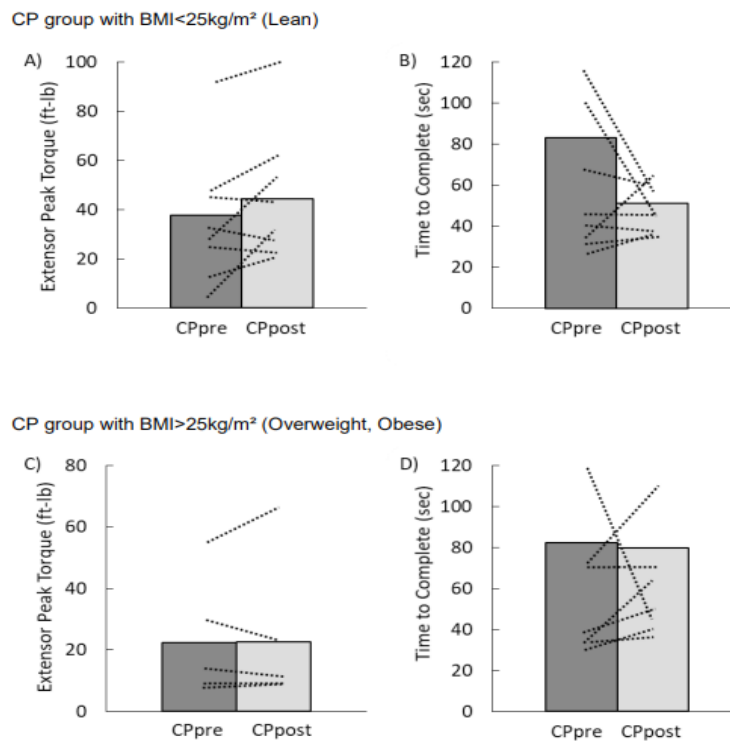 CP group with BMI<25kg/m² (Lean)
A)
Extensor Peak Torque (ft-lb)
100
80
60
40
20
0
CPpre CPpost
B)
Time to Complete (sec)
120
100
80
60
40
20
0
CPpre CPpost
CP group with BMI>25kg/m² (Overweight, Obese)
C)
Extensor Peak Torque (ft-lb)
80
60
40
20
0
CPpre CPpost
D)
Time to Complete (sec)
120
100
80
60
40
20
0
CPpre CPpost